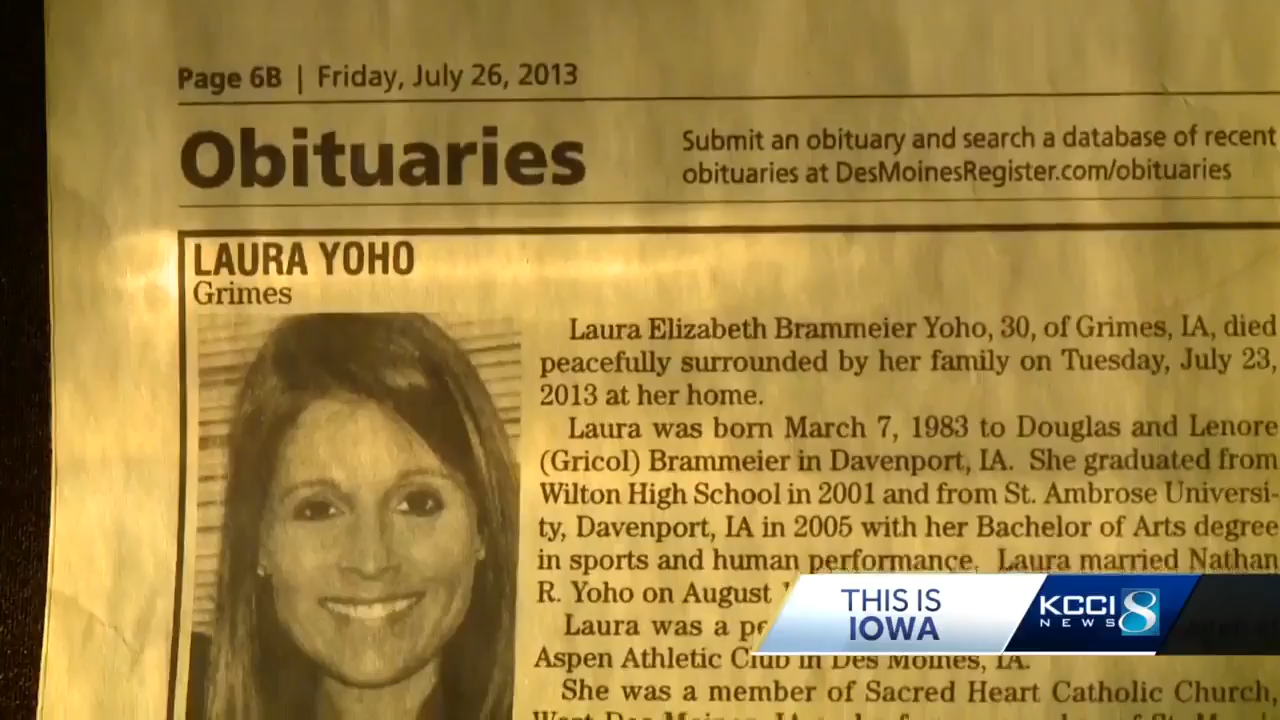 Page 6B | Friday, July 26, 2013
Obituaries
Submit an obituary and search a database of recent
obituaries at DesMoinesRegister.com/obituaries
LAURA YOHO
Grimes
Laura Elizabeth Brammeier Yoho, 30, of Grimes, IA, died
peacefully surrounded by her family on Tuesday, July 23,
2013 at her home.
Laura was born March 7, 1983 to Douglas and Lenore
(Gricol) Brammeier in Davenport, IA. She graduated from
Wilton High School in 2001 and from St. Ambrose Universi-
ty, Davenport, IA in 2005 with her Bachelor of Arts degree
in sports and human performance. Laura married Nathan
R. Yoho on August
Laura was a
Aspen Athletic Club in Des Moines, IA.
She was a member of Sacred Heart Catholic Church,
West Des Moines, IA
THIS IS
IOWA
KCCI 8
NEWS